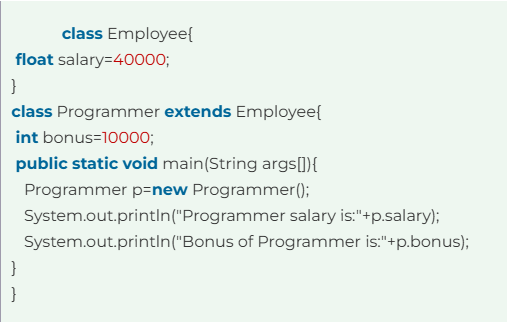 class Employee{
float salary=40000;
}
class Programmer extends Employee{
int bonus=10000;
public static void main(String args[]){
Programmer p=new Programmer();
System.out.println("Programmer salary is:"+p.salary);
System.out.println("Bonus of Programmer is:"+p.bonus);
}
}